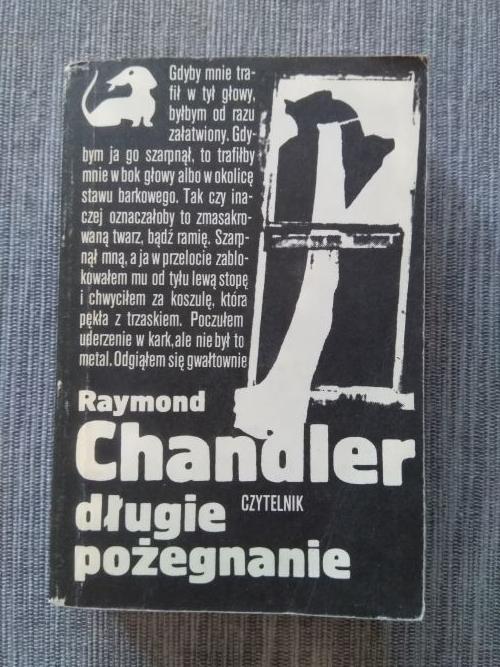 Gdyby mnie tra-
fił w tył głowy,
byłbym od razu
załatwiony. Gdy-
bym ja go szarpnął, to trafiłby
mnie w bok głowy albo w okolicę
stawu barkowego. Tak czy ina-
czej oznaczałoby to zmasakro-
waną twarz, bądź ramię. Szarp-
nął mną, a ja w przelocie zablo-
kowałem mu od tyłu lewą stopę
i chwyciłem za koszulę, która
pękła z trzaskiem. Poczułem
uderzenie w kark, ale nie był to
metal. Odgiąłem się gwałtownie
Raymond
Chandler
długie
CZYTELNIK
pożegnanie